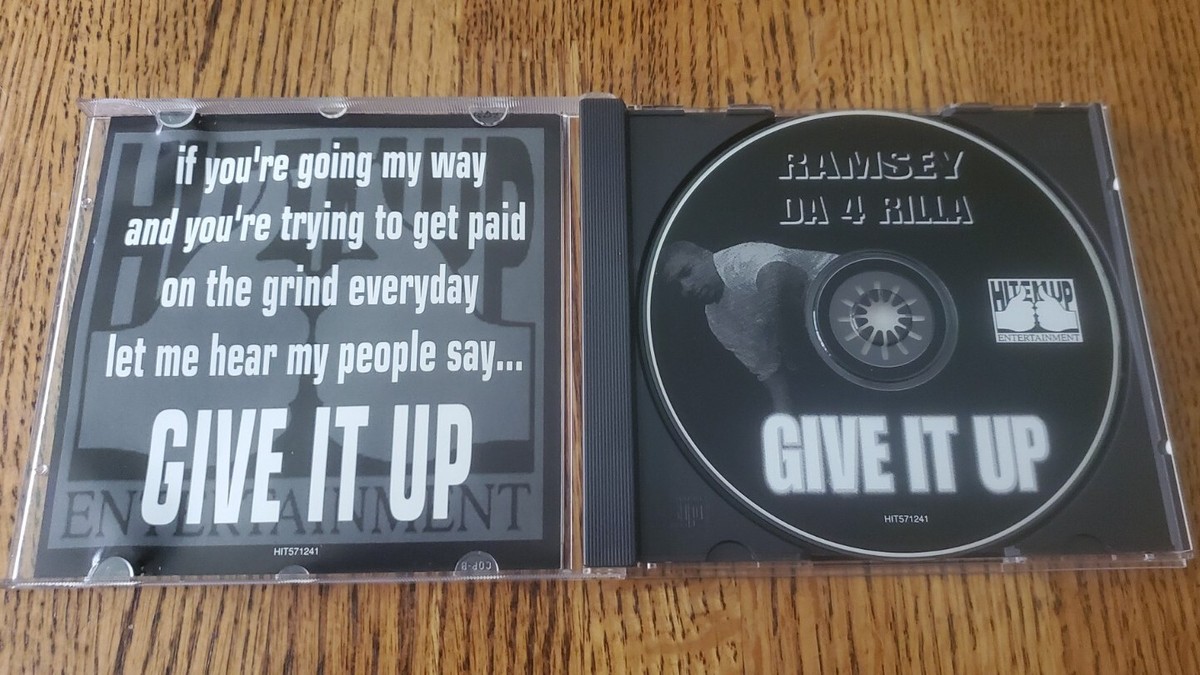 if you're going my way
and you're trying to get paid
on the grind everyday
let me hear my people say...
GIVE IT UP
ENTERTAINMENT
HIT571241
COP-B
RAMSEY
DA 4 RILLA
HIT'EM UP
ENTERTAINMENT
GIVE IT UP
HIT571241